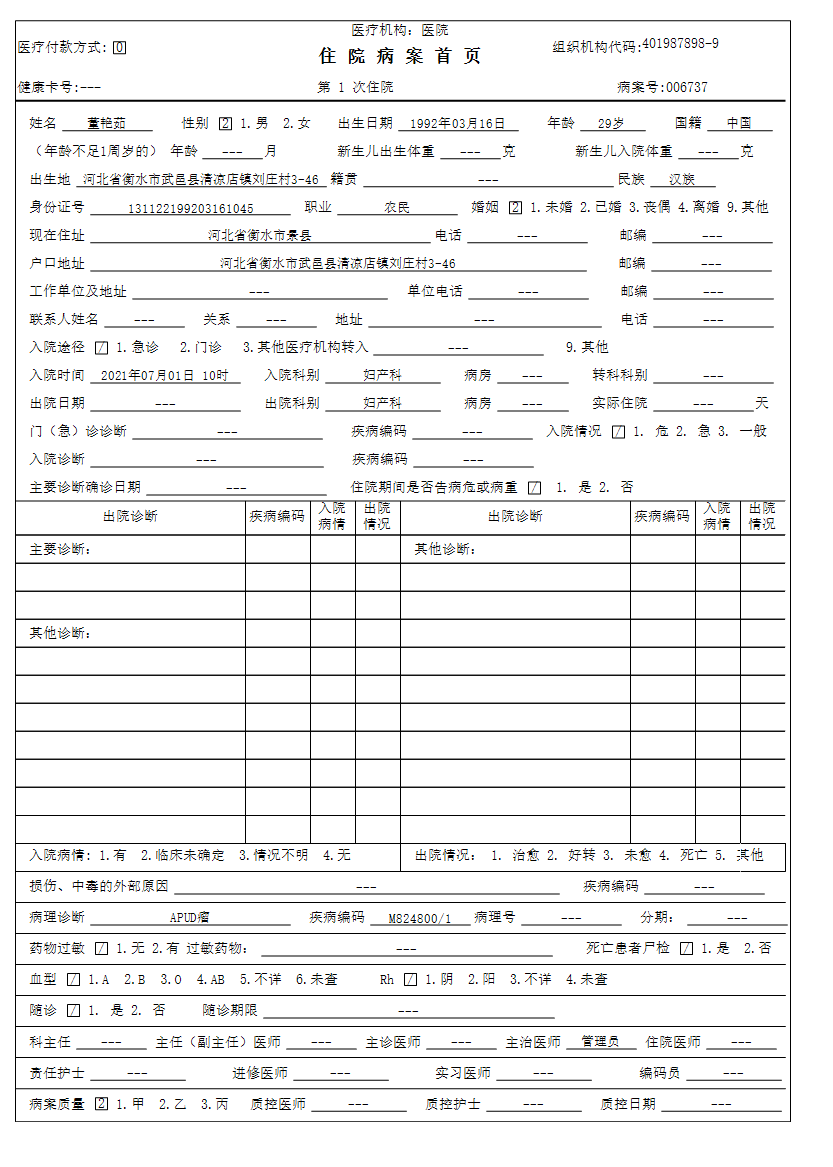 医疗机构: 医院
医疗付款方式: 0 住 院 病 案 首 页 组织机构代码:401987898-9
健康卡号:--- 第 1 次住院 病案号:006737
姓名 董艳茹 性别 2 1.男 2.女 出生日期 1992年03月16日 年龄 29岁 国籍 中国
(年龄不足1周岁的) 年龄 --- 月 新生儿出生体重 --- 克 新生儿入院体重 --- 克
出生地 河北省衡水市武邑县清凉店镇刘庄村3-46 籍贯 --- 民族 汉族
身份证号 131122199203161045 职业 农民 婚姻 2 1.未婚 2.已婚 3.丧偶 4.离婚 9.其他
现在住址 河北省衡水市景县 电话 --- 邮编 ---
户口地址 河北省衡水市武邑县清凉店镇刘庄村3-46 邮编 ---
工作单位及地址 --- 单位电话 --- 邮编 ---
联系人姓名 --- 关系 --- 地址 --- 电话 ---
入院途径 / 1.急诊 2.门诊 3.其他医疗机构转入 --- 9.其他
入院时间 2021年07月01日 10时 入院科别 妇产科 病房 --- 转科科别 ---
出院日期 --- 出院科别 妇产科 病房 --- 实际住院 --- 天
门(急)诊诊断 --- 疾病编码 --- 入院情况 / 1. 危 2. 急 3. 一般
入院诊断 --- 疾病编码 ---
主要诊断确诊日期 --- 住院期间是否告病危或病重 / 1. 是 2. 否
出院诊断 疾病编码 入院病情 出院情况 出院诊断 疾病编码 入院病情 出院情况
主要诊断: 其他诊断:
其他诊断:
入院病情: 1.有 2.临床未确定 3.情况不明 4.无 出院情况: 1. 治愈 2. 好转 3. 未愈 4. 死亡 5. 其他
损伤、中毒的外部原因 --- 疾病编码 ---
病理诊断 APUD瘤 疾病编码 M824800/1 病理号 --- 分期: ---
药物过敏 / 1.无 2.有 过敏药物: --- 死亡患者尸检 / 1.是 2.否
血型 / 1.A 2.B 3.O 4.AB 5.不详 6.未查 Rh / 1.阴 2.阳 3.不详 4.未查
随诊 / 1. 是 2. 否 随诊期限 ---
科主任 --- 主任(副主任)医师 --- 主诊医师 --- 主治医师 管理员 住院医师 ---
责任护士 --- 进修医师 --- 实习医师 --- 编码员 ---
病案质量 2 1.甲 2.乙 3.丙 质控医师 --- 质控护士 --- 质控日期 ---